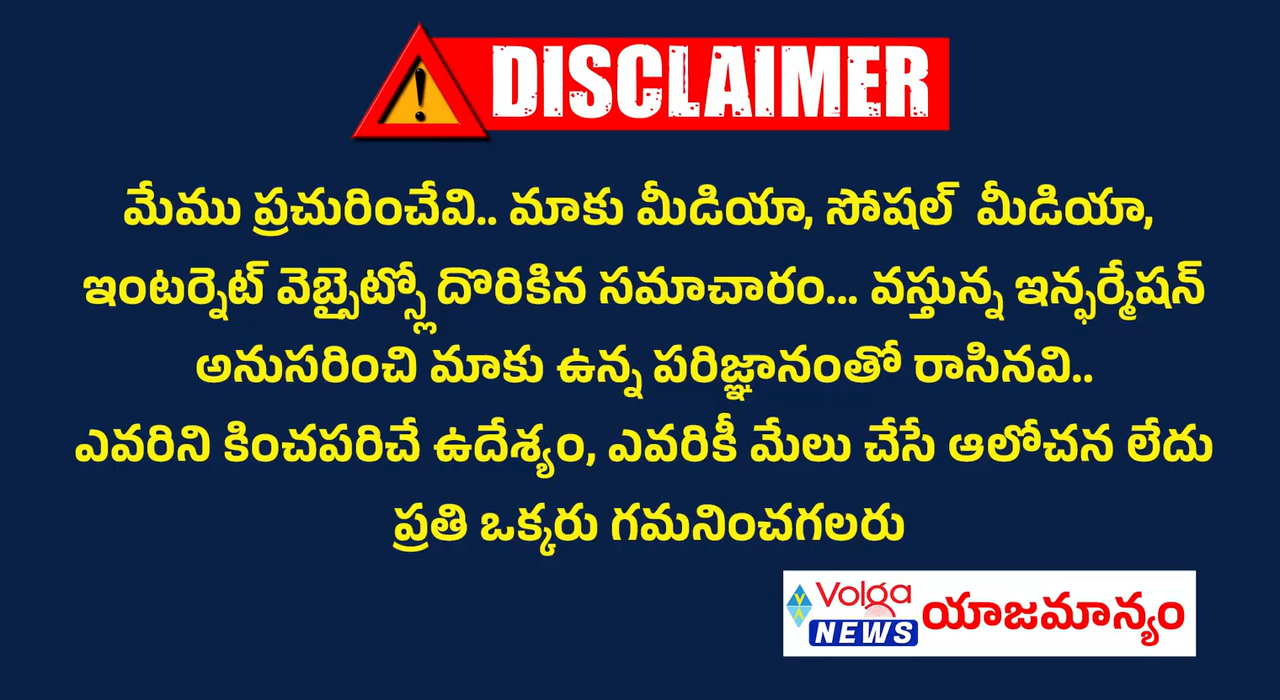 DISCLAIMER
మేము ప్రచురించేవి.. మాకు మీడియా, సోషల్ మీడియా,
ఇంటర్నెట్ వెబ్సైట్స్లో దొరికిన సమాచారం... వస్తున్న ఇన్ఫర్మేషన్
అనుసరించి మాకు ఉన్న పరిజ్ఞానంతో రాసినవి..
ఎవరిని కించపరిచే ఉదేశ్యం, ఎవరికీ మేలు చేసే ఆలోచన లేదు
ప్రతి ఒక్కరు గమనించగలరు
Volga
NEWS యాజమాన్యం